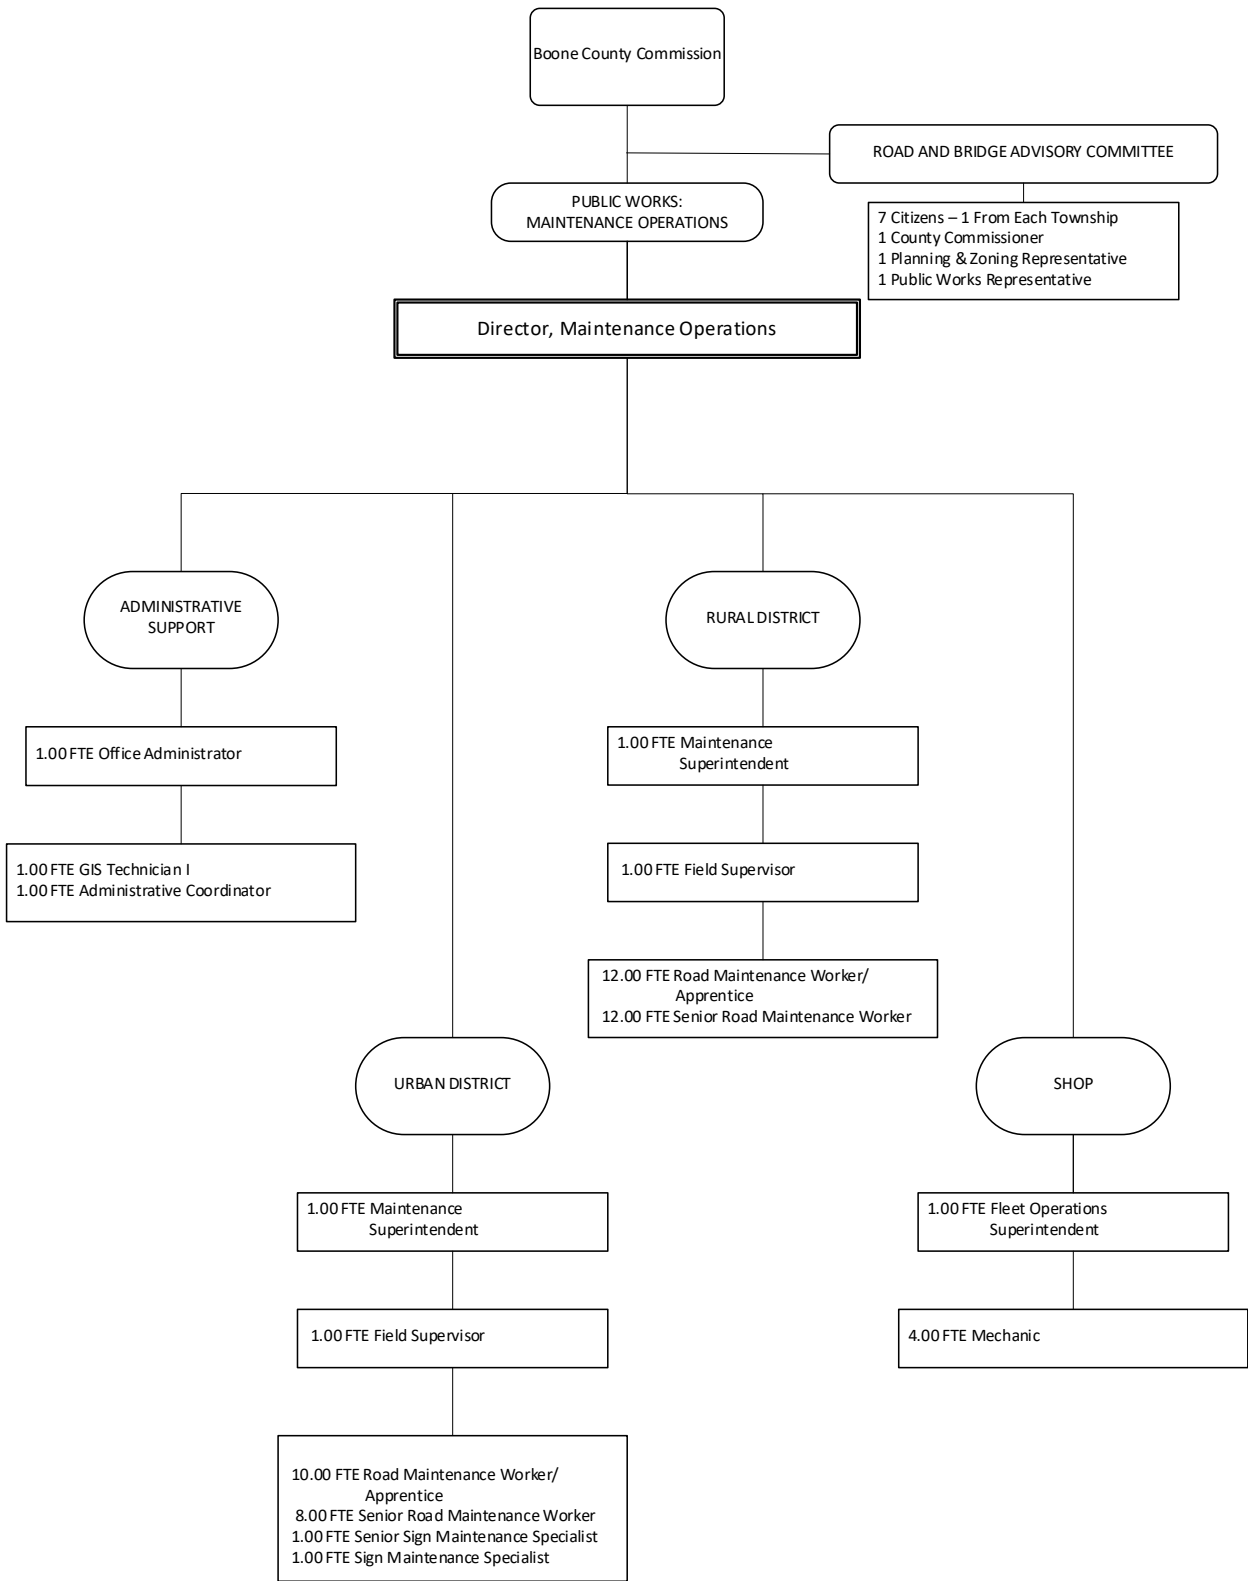 Boone County Commission
ROAD AND BRIDGE ADVISORY COMMITTEE
PUBLIC WORKS:
MAINTENANCE OPERATIONS
7 Citizens – 1 From Each Township
1 County Commissioner
1 Planning & Zoning Representative
1 Public Works Representative
Director, Maintenance Operations
ADMINISTRATIVE
SUPPORT
1.00 FTE Office Administrator
1.00 FTE GIS Technician I
1.00 FTE Administrative Coordinator
RURAL DISTRICT
1.00 FTE Maintenance
Superintendent
1.00 FTE Field Supervisor
12.00 FTE Road Maintenance Worker/
Apprentice
12.00 FTE Senior Road Maintenance Worker
URBAN DISTRICT
1.00 FTE Maintenance
Superintendent
1.00 FTE Field Supervisor
10.00 FTE Road Maintenance Worker/
Apprentice
8.00 FTE Senior Road Maintenance Worker
1.00 FTE Senior Sign Maintenance Specialist
1.00 FTE Sign Maintenance Specialist
SHOP
1.00 FTE Fleet Operations
Superintendent
4.00 FTE Mechanic